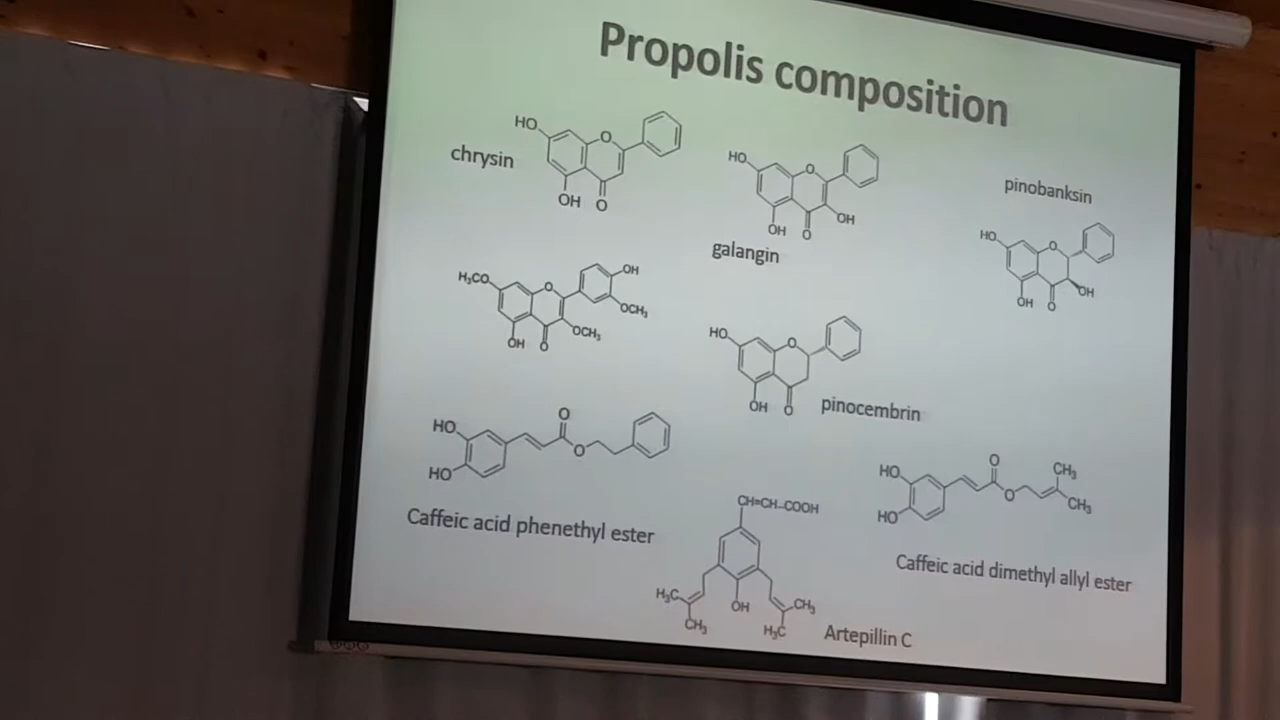 Propolis composition
HO
O
chrysin
OH O
HO
O
OH
OH O
galangin
pinobanksin
HO
O
OH
OH O
H₃CO
O
OH
OCH₃
OCH₃
OH O
HO
O
OH O
pinocembrin
HO
HO
O
O
Caffeic acid phenethyl ester
CH=CH-COOH
H₃C
CH₃
OH
CH₃
H₃C
Artepillin C
HO
HO
O
O
CH₃
CH₃
Caffeic acid dimethyl allyl ester